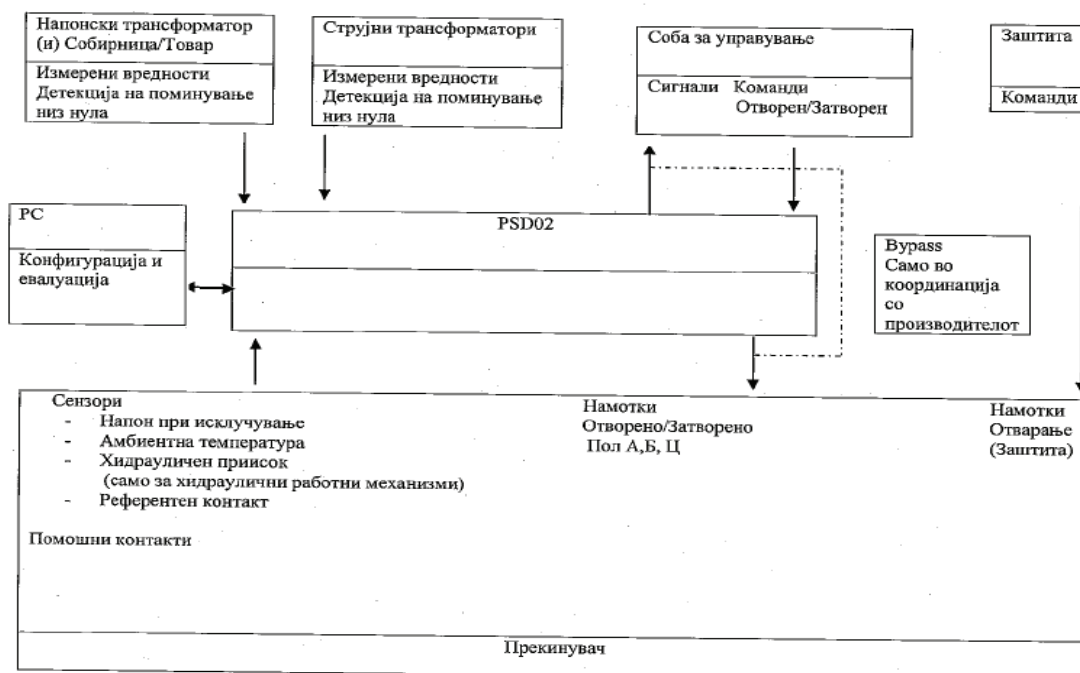 Напонски трансформатор
(и) Собирница/Товар
Измерени вредности
Детекција на поминување
низ нула
Струјни трансформатори
Измерени вредности
Детекција на поминување
низ нула
Соба за управување
Сигнали Команди
Отворен/Затворен
Заштита
Команди
PC
Конфигурација и
евалуација
PSD02
Bypass
Само во
координација
со
производителот
Сензори
- Напон при исклучување
- Амбиентна температура
- Хидрауличен приисок
(само за хидраулични работни механизми)
- Референтен контакт
Помошни контакти
Намотки
Отворено/Затворено
Пол А,Б, Ц
Намотки
Отварање
(Заштита)
Прекинувач